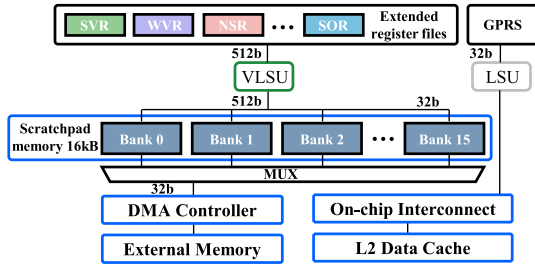 SVR WVR NSR ••• SOR Extended register files
GPRS
512b
32b
VLSU
LSU
512b
32b
Scratchpad memory 16kB
Bank 0 Bank 1 Bank 2 ••• Bank 15
MUX
32b
DMA Controller
On-chip Interconnect
External Memory
L2 Data Cache